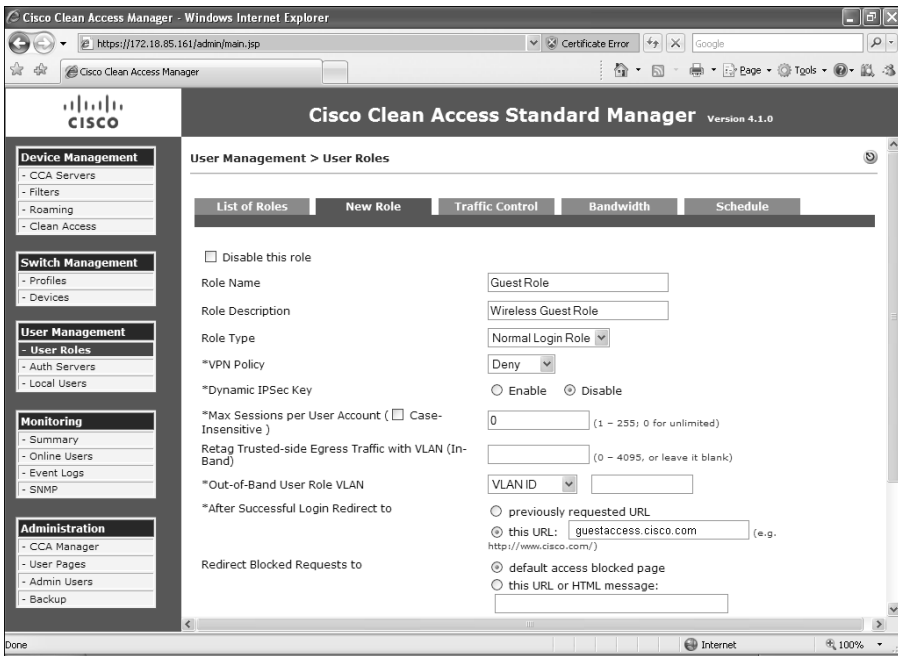 Cisco Clean Access Manager - Windows Internet Explorer
https://172.18.85.161/admin/main.jsp
Certificate Error
Google
Cisco Clean Access Manager
Page
Tools
CISCO
Cisco Clean Access Standard Manager Version 4.1.0
Device Management
- CCA Servers
- Filters
- Roaming
- Clean Access
Switch Management
- Profiles
- Devices
User Management
- User Roles
- Auth Servers
- Local Users
Monitoring
- Summary
- Online Users
- Event Logs
- SNMP
Administration
- CCA Manager
- User Pages
- Admin Users
- Backup
User Management > User Roles
List of Roles New Role Traffic Control Bandwidth Schedule
Disable this role
Role Name Guest Role
Role Description Wireless Guest Role
Role Type Normal Login Role
*VPN Policy Deny
*Dynamic IPSec Key Enable Disable
*Max Sessions per User Account ( Case-
Insensitive ) 0 (1 – 255; 0 for unlimited)
Retag Trusted-side Egress Traffic with VLAN (In-
Band) (0 – 4095, or leave it blank)
*Out-of-Band User Role VLAN VLAN ID
*After Successful Login Redirect to previously requested URL
this URL: guestaccess.cisco.com (e.g.
http://www.cisco.com/)
Redirect Blocked Requests to default access blocked page
this URL or HTML message:
Done Internet 100%